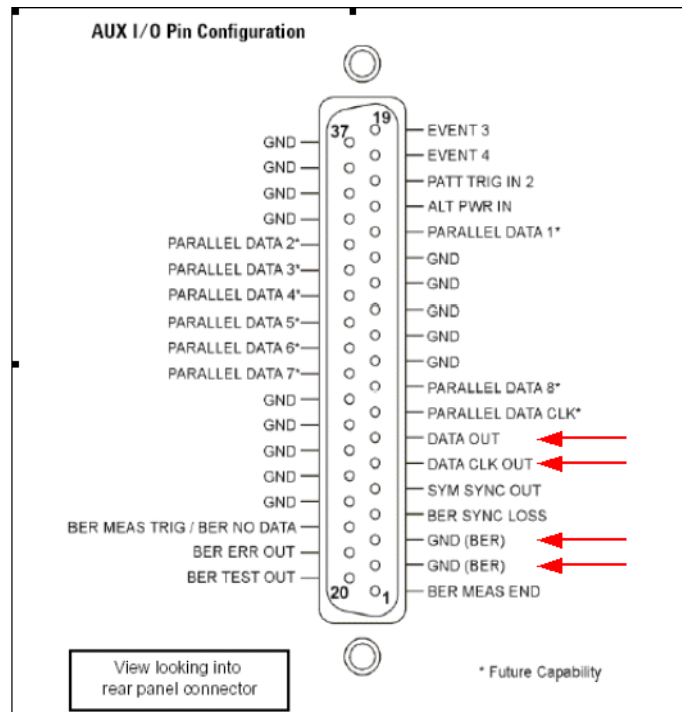 AUX I/O Pin Configuration
37
19
GND
GND
GND
GND
PARALLEL DATA 2*
PARALLEL DATA 3*
PARALLEL DATA 4*
PARALLEL DATA 5*
PARALLEL DATA 6*
PARALLEL DATA 7*
GND
GND
GND
GND
GND
BER MEAS TRIG / BER NO DATA
BER ERR OUT
BER TEST OUT
EVENT 3
EVENT 4
PATT TRIG IN 2
ALT PWR IN
PARALLEL DATA 1*
GND
GND
GND
GND
GND
PARALLEL DATA 8*
PARALLEL DATA CLK*
DATA OUT
DATA CLK OUT
SYM SYNC OUT
BER SYNC LOSS
GND (BER)
GND (BER)
BER MEAS END
20
1
View looking into
rear panel connector
* Future Capability